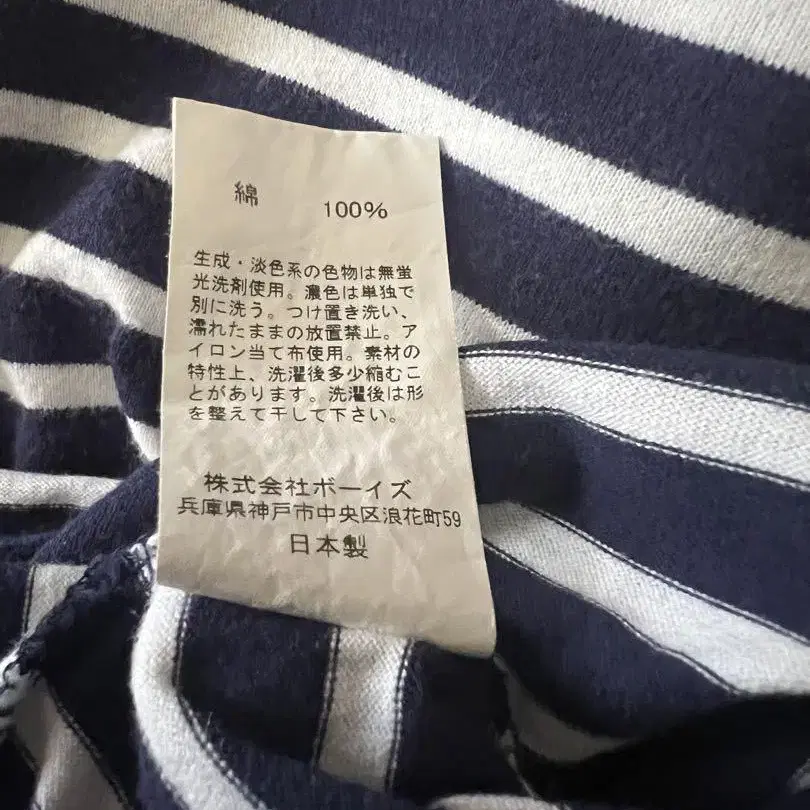 綿 100%
生成・淡色系の色物は無蛍
光洗剤使用。濃色は単独で
別に洗う。つけ置き洗い、
濡れたままの放置禁止。ア
イロン当て布使用。素材の
特性上、洗濯後多少縮むこ
とがあります。洗濯後は形
を整えて干して下さい。
株式会社ボーイズ
兵庫県神戸市中央区浪花町59
日本製